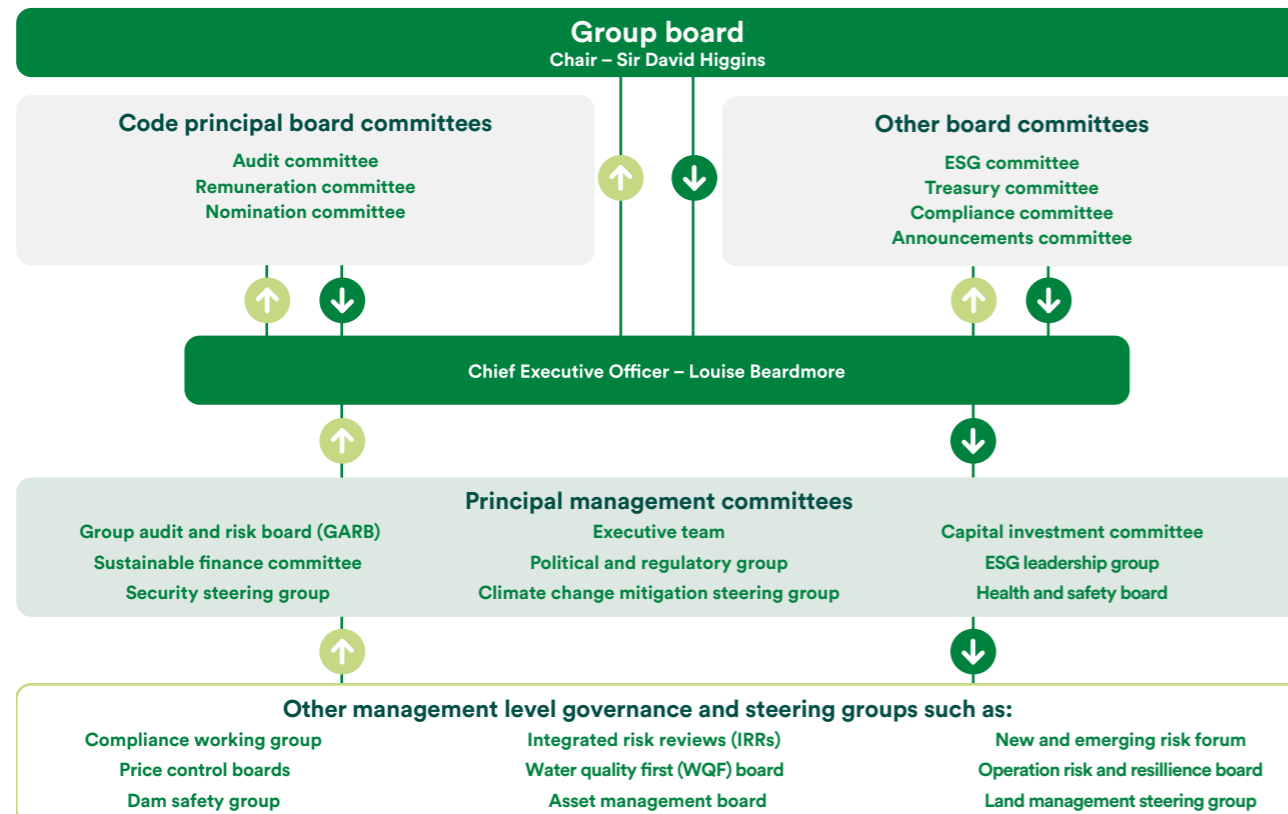 Group board
Chair – Sir David Higgins
Code principal board committees
Audit committee
Remuneration committee
Nomination committee
Other board committees
ESG committee
Treasury committee
Compliance committee
Announcements committee
Chief Executive Officer – Louise Beardmore
Principal management committees
Group audit and risk board (GARB)
Sustainable finance committee
Security steering group
Executive team
Political and regulatory group
Climate change mitigation steering group
Capital investment committee
ESG leadership group
Health and safety board
Other management level governance and steering groups such as:
Compliance working group
Price control boards
Dam safety group
Integrated risk reviews (IRRs)
Water quality first (WQF) board
Asset management board
New and emerging risk forum
Operation risk and resillience board
Land management steering group